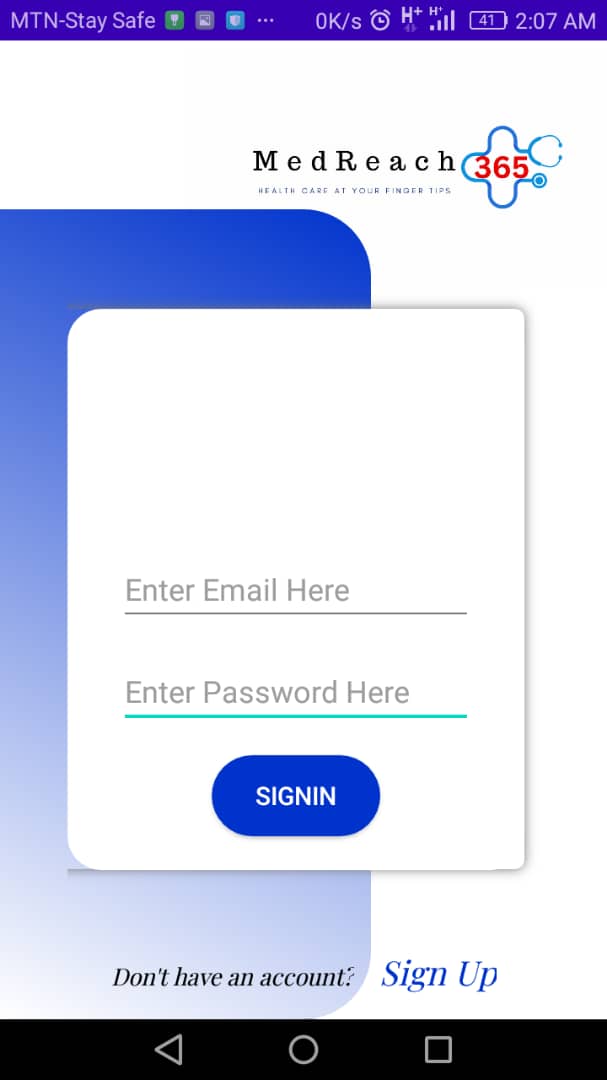 MTN-Stay Safe ... 0K/s H+ H+ 41 2:07 AM
MedReach 365
HEALTH CARE AT YOUR FINGER TIPS
Enter Email Here
Enter Password Here
SIGNIN
Don't have an account? Sign Up